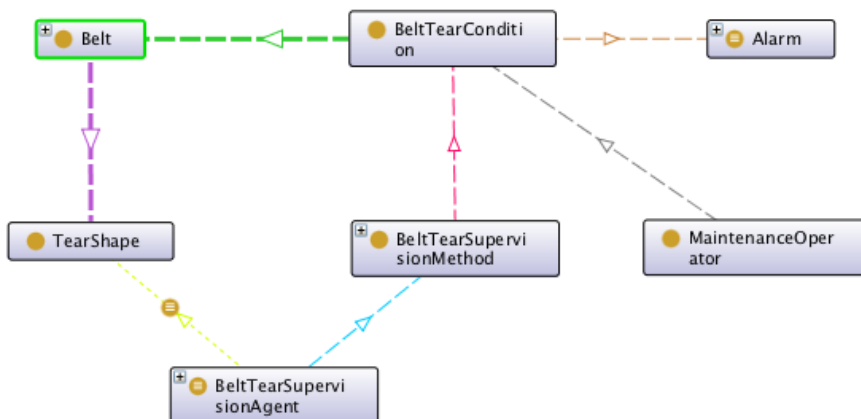 Belt
BeltTearConditi
on
Alarm
TearShape
BeltTearSupervi
sionMethod
MaintenanceOper
ator
BeltTearSupervi
sionAgent